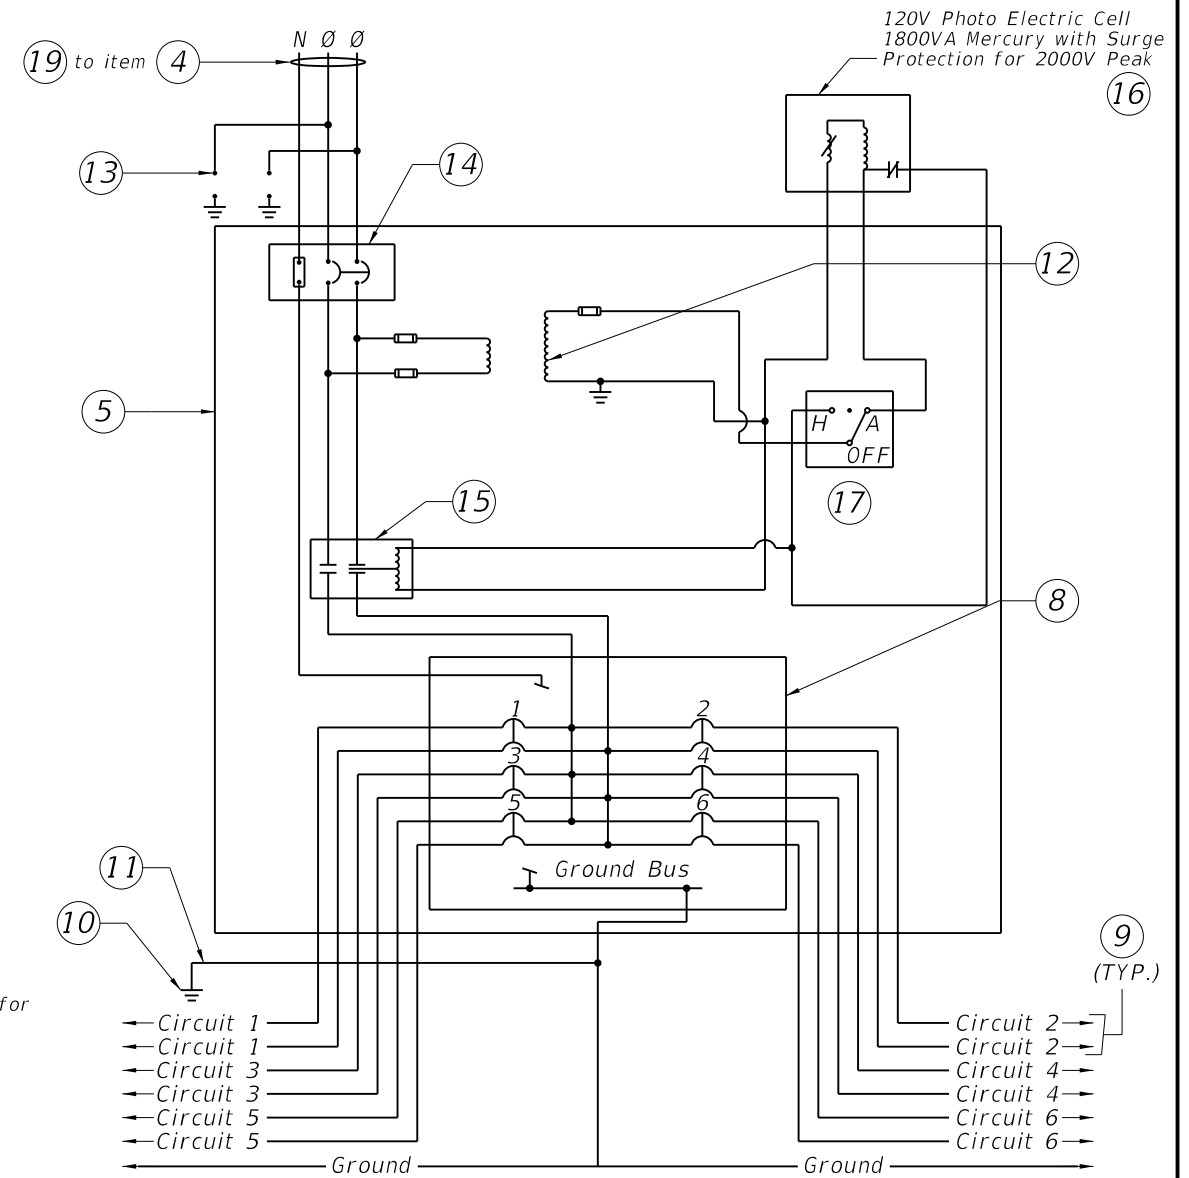 120V Photo Electric Cell
1800VA Mercury with Surge
Protection for 2000V Peak
16
N Ø Ø
19 to item 4
13
14
12
5
H A
OFF
17
15
8
1 2
3 4
5 6
Ground Bus
11
10
9
(TYP.)
for
Circuit 1 Circuit 2
Circuit 1 Circuit 2
Circuit 3 Circuit 4
Circuit 3 Circuit 4
Circuit 5 Circuit 6
Circuit 5 Circuit 6
Ground Ground